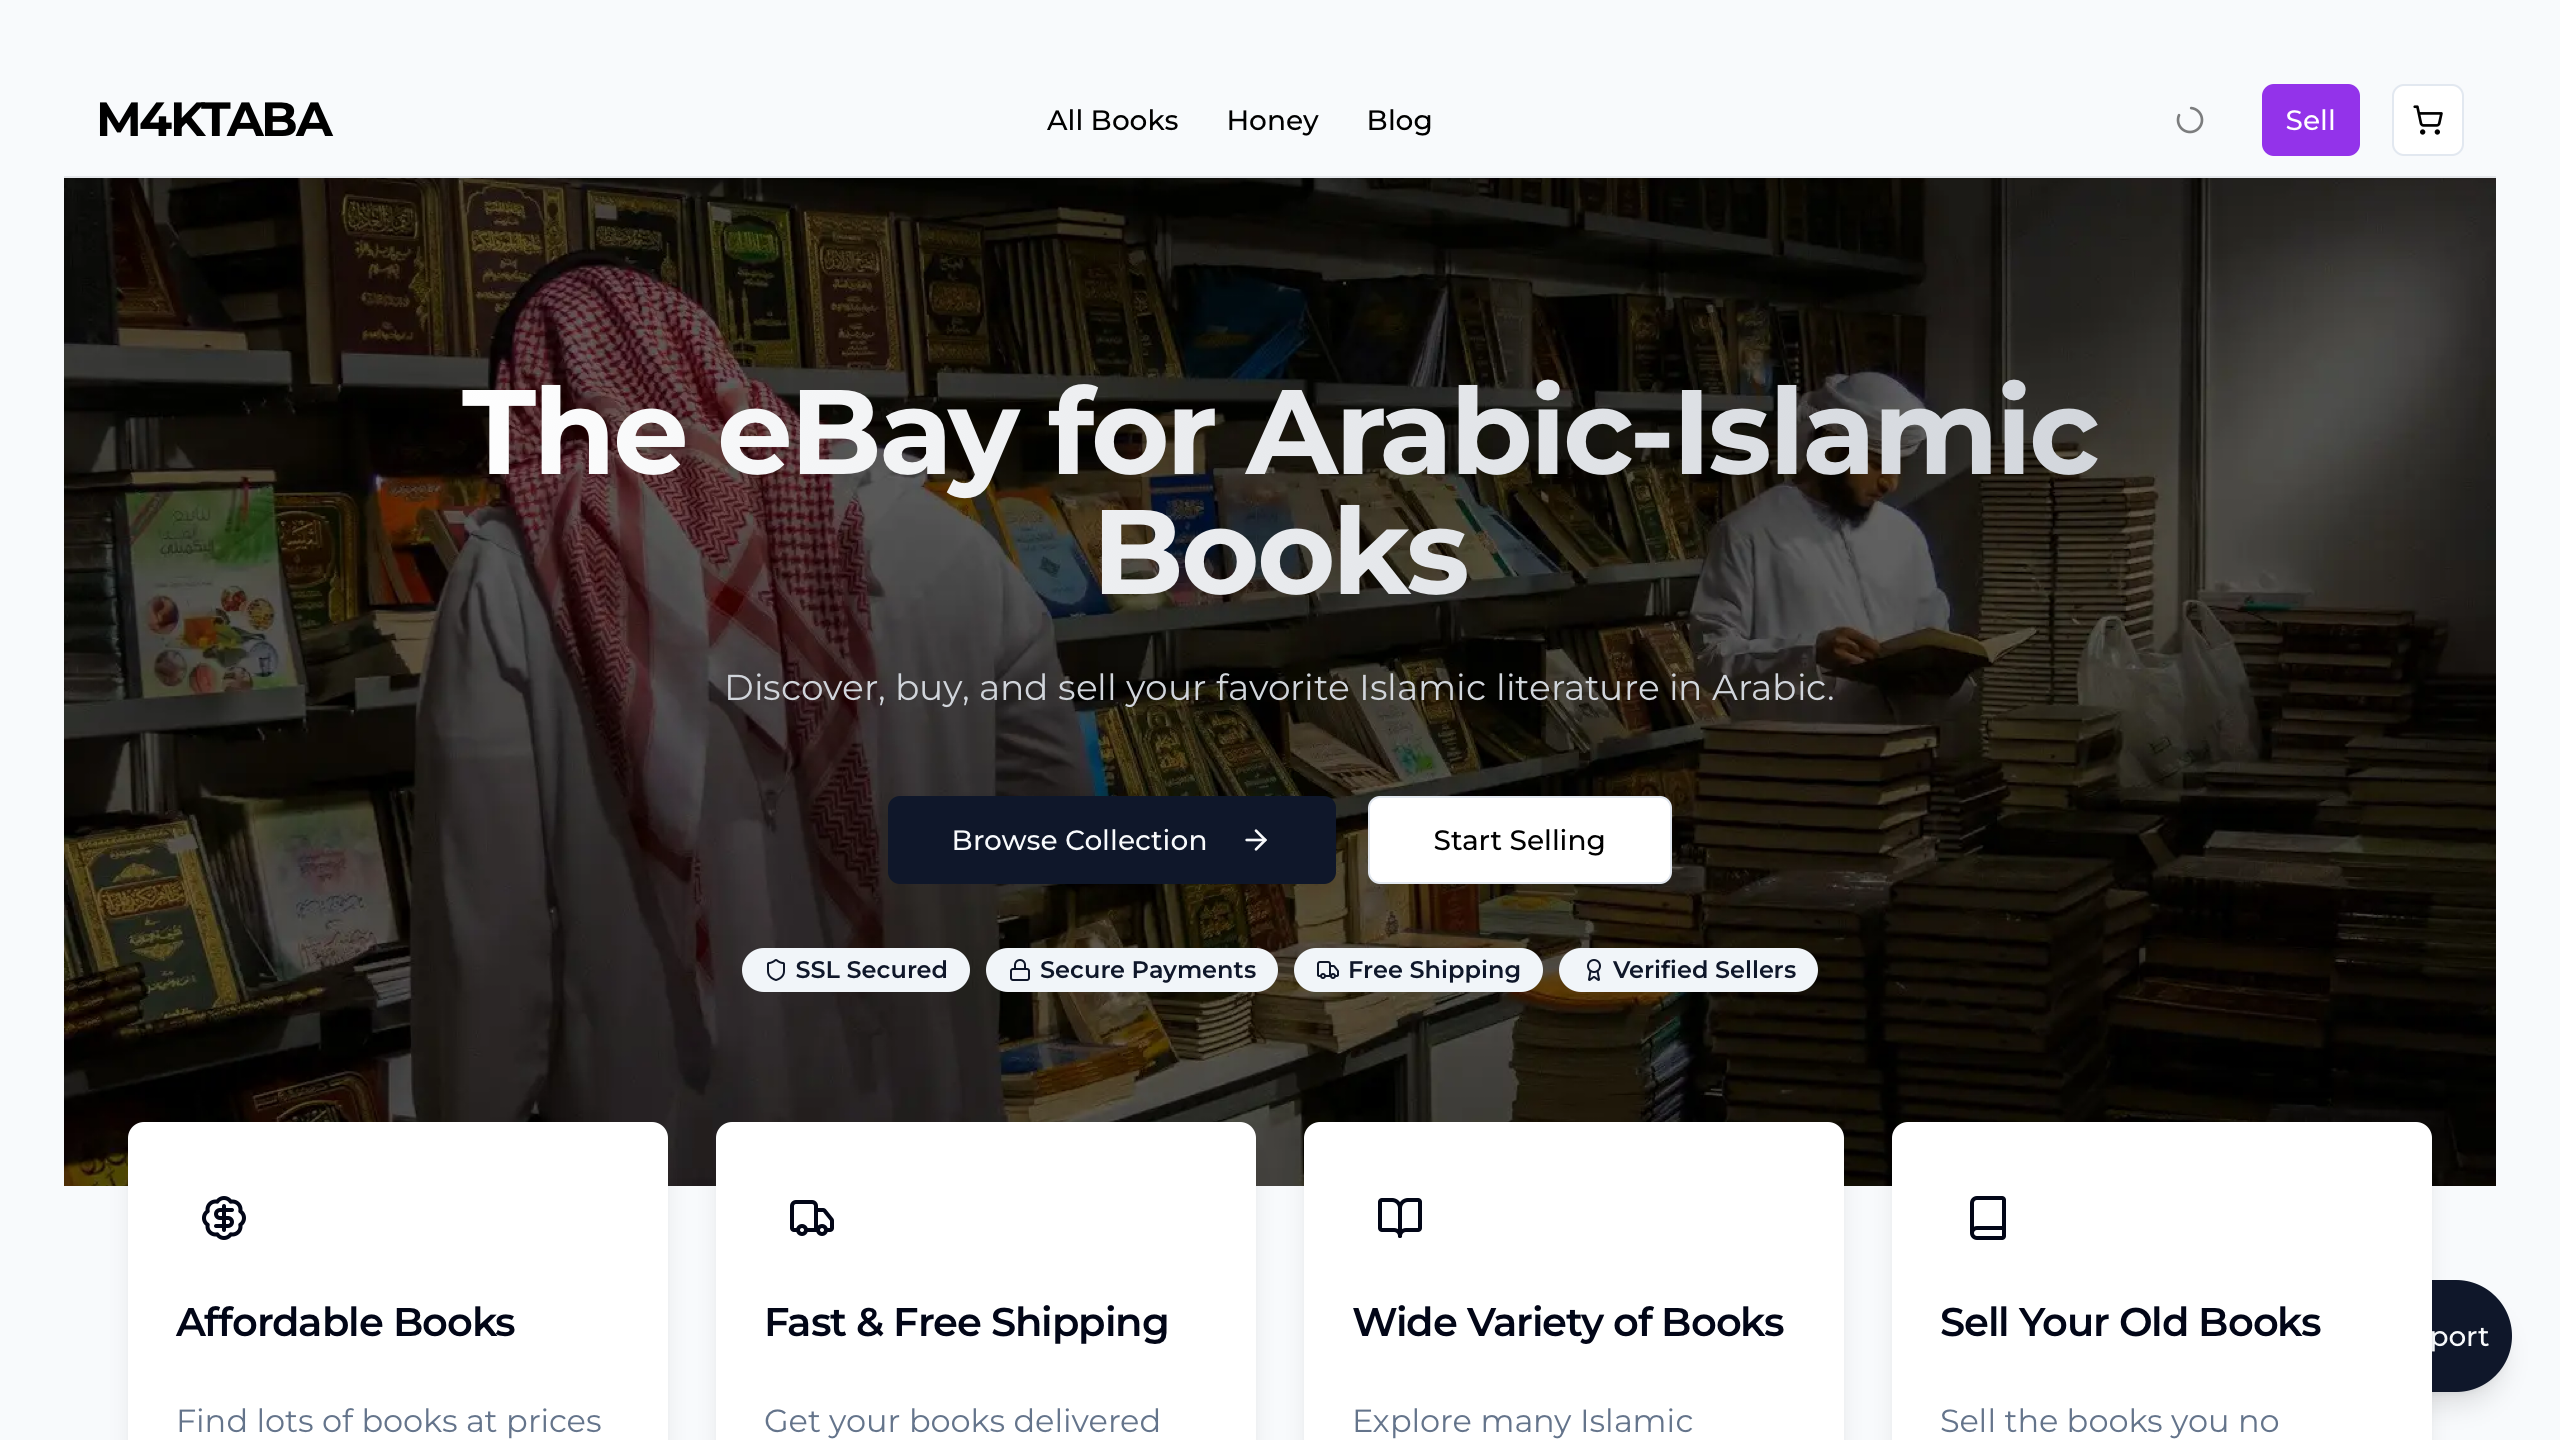 M4KTABA
All Books
Honey
Blog
Sell
The eBay for Arabic-Islamic
Books
Discover, buy, and sell your favorite Islamic literature in Arabic.
Browse Collection
Start Selling
SSL Secured
Secure Payments
Free Shipping
Verified Sellers
Affordable Books
Fast & Free Shipping
Wide Variety of Books
Sell Your Old Books
port
Find lots of books at prices
Get your books delivered
Explore many Islamic
Sell the books you no